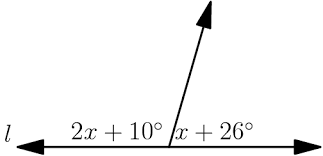 l 2x + 10° x + 26°